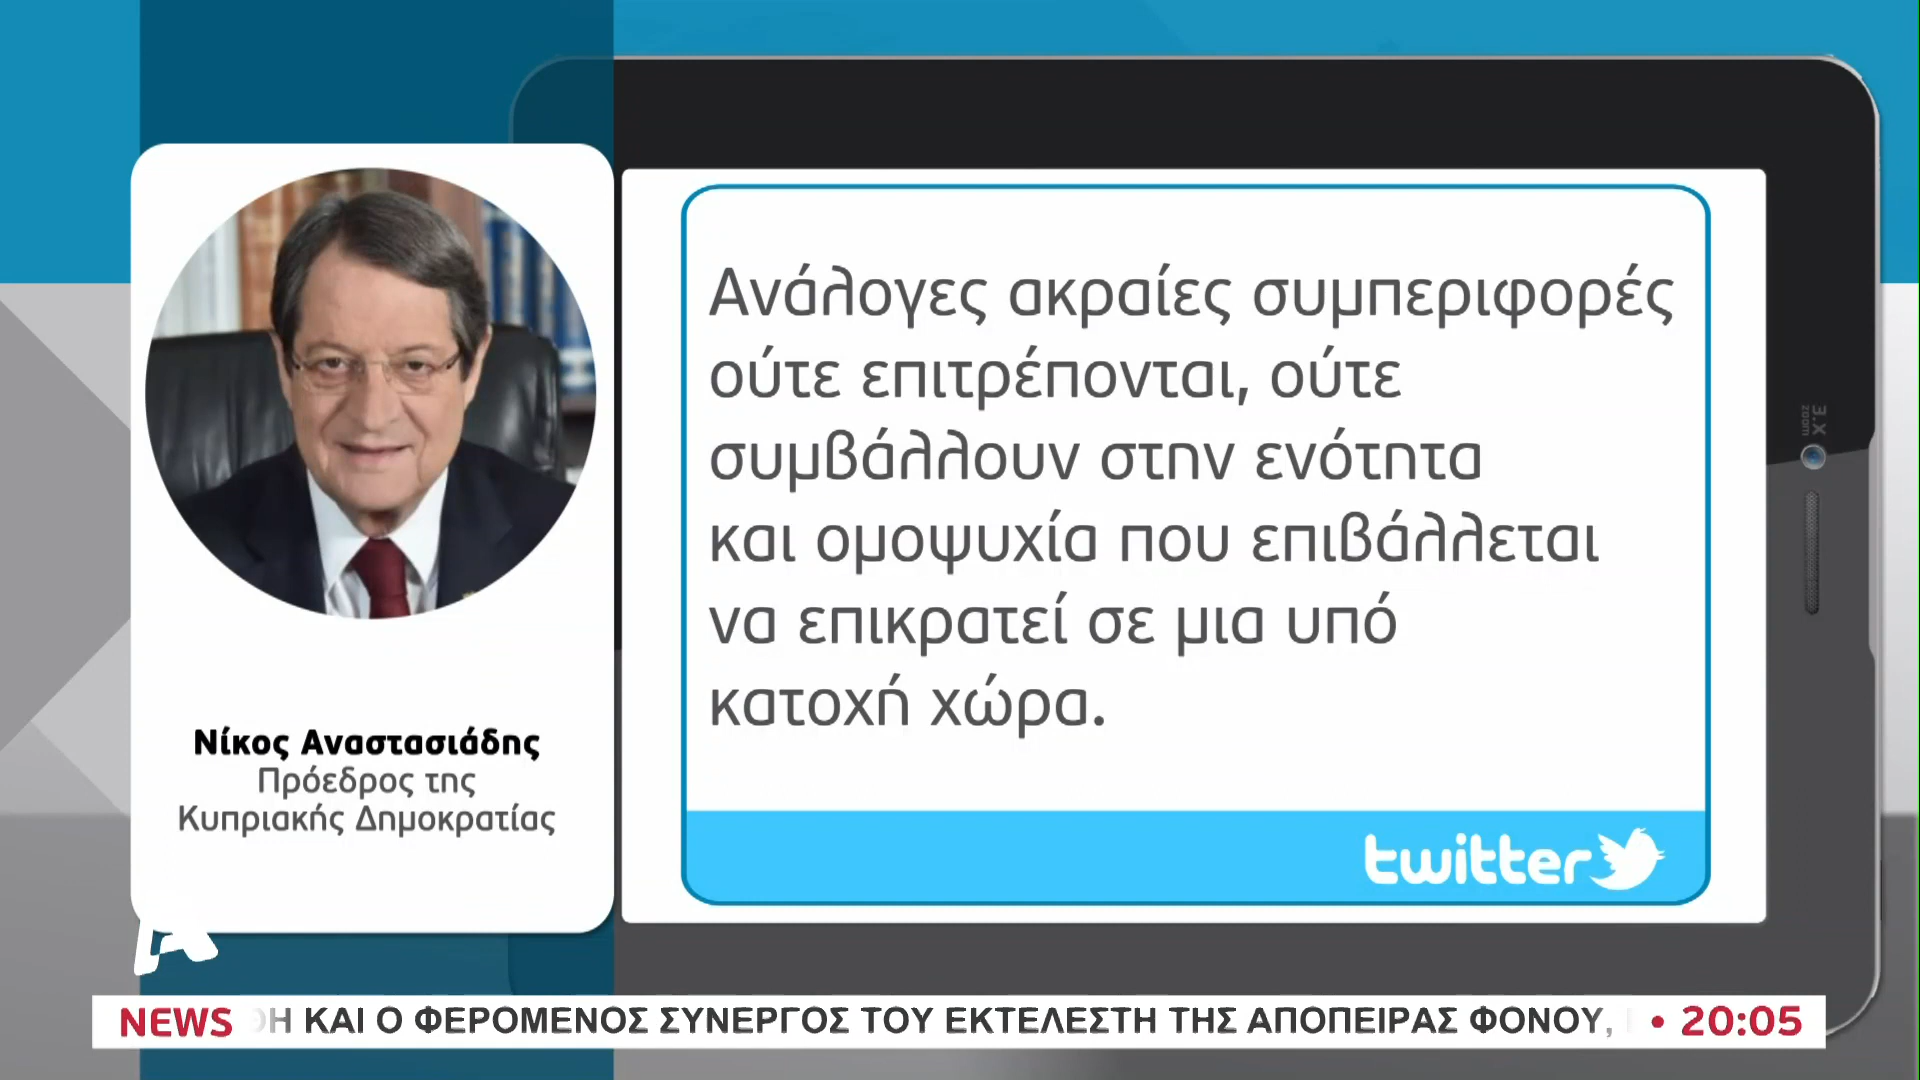 Ανάλογες ακραίες συμπεριφορές
ούτε επιτρέπονται, ούτε
συμβάλλουν στην ενότητα
και ομοψυχία που επιβάλλεται
να επικρατεί σε μια υπό
κατοχή χώρα.
twitter
Νίκος Αναστασιάδης
Πρόεδρος της
Κυπριακής Δημοκρατίας
3.X
zoom
NEWS ΚΑΙ Ο ΦΕΡΟΜΕΝΟΣ ΣΥΝΕΡΓΟΣ ΤΟΥ ΕΚΤΕΛΕΣΤΗ ΤΗΣ ΑΠΟΠΕΙΡΑΣ ΦΟΝΟΥ, • 20:05